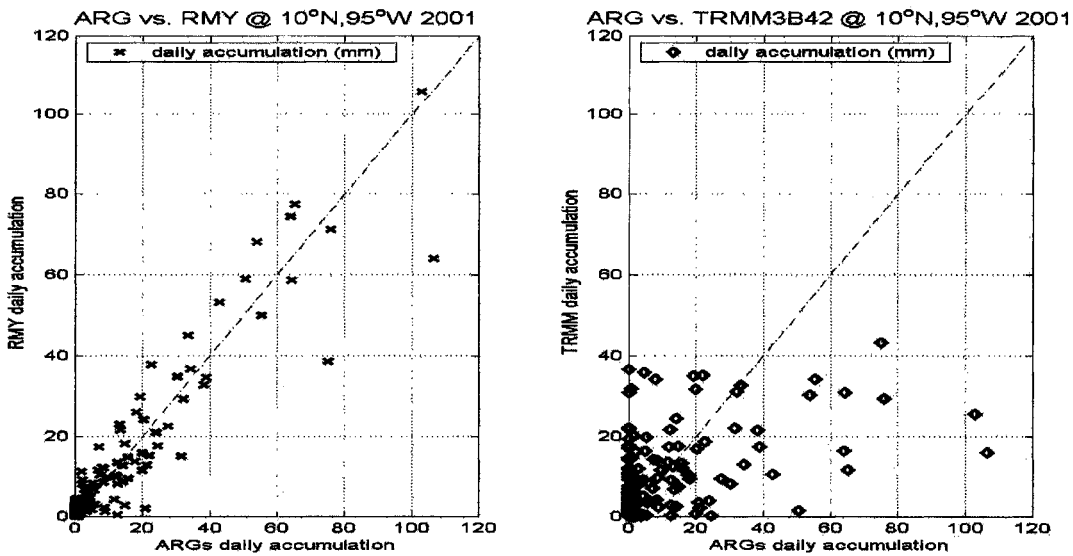 ARG vs. RMY @ 10°N,95°W 2001
120
daily accumulation (mm)
100
80
60
40
20
0
RMY daily accumulation
0 20 40 60 80 100 120
ARGs daily accumulation
ARG vs. TRMM3B42 @ 10°N,95°W 2001
120
daily accumulation (mm)
100
80
60
40
20
0
TRMM daily accumulation
0 20 40 60 80 100 120
ARGs daily accumulation